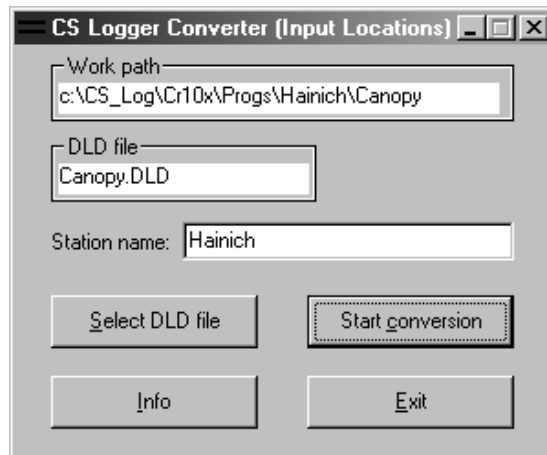 CS Logger Converter (Input Locations)
Work path
c:\CS_Log\Cr10x\Progs\Hainich\Canopy
DLD file
Canopy.DLD
Station name: Hainich
Select DLD file Start conversion
Info Exit